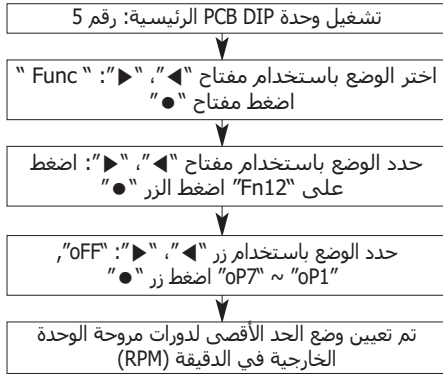 تشغيل وحدة PCB DIP الرئيسية: رقم 5
اختر الوضع باستخدام مفتاح “◀”، “▶”: “ Func “
اضغط مفتاح “●”
حدد الوضع باستخدام مفتاح “◀”، “▶”: اضغط
على “Fn12” اضغط الزر “●”
حدد الوضع باستخدام زر “◀”، “▶”: “oFF”,
“oP1” ~ “oP7” اضغط زر “●”
تم تعيين وضع الحد الأقصى لدورات مروحة الوحدة
الخارجية في الدقيقة (RPM)